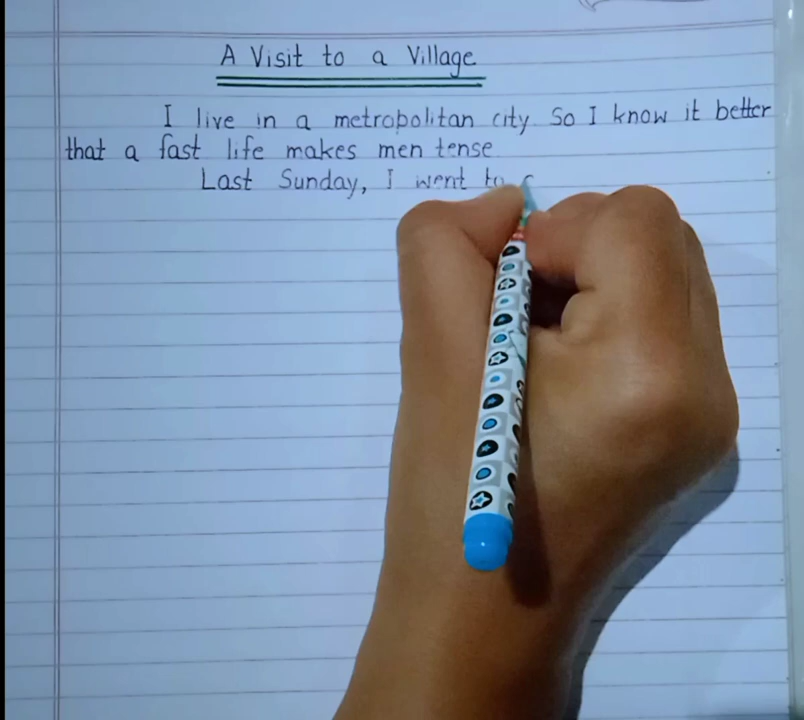 A Visit to a Village
I live in a metropolitan city. So I know it better
that a fast life makes men tense
Last Sunday, I went to